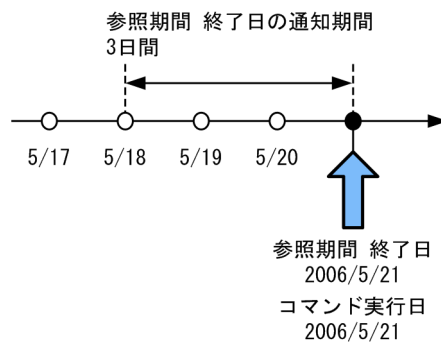 参照期間 終了日の通知期間
3日間
5/17
5/18
5/19
5/20
参照期間 終了日
2006/5/21
コマンド実行日
2006/5/21